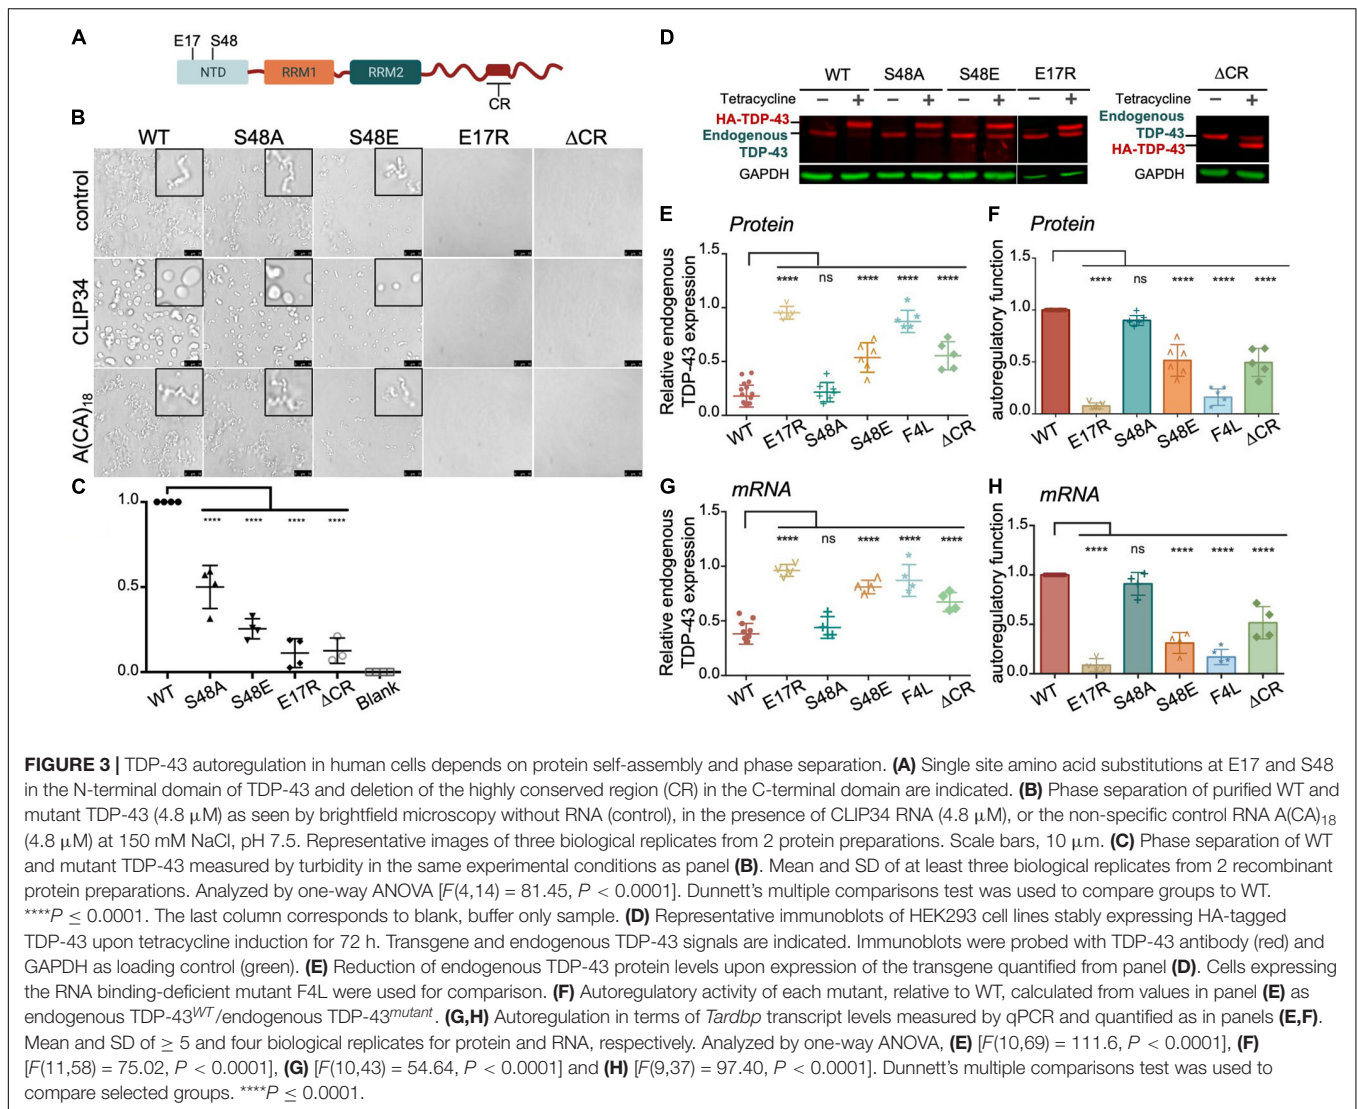 A
E17 S48
NTD
RRM1
RRM2
CR
B
WT S48A S48E E17R ΔCR
control
CLIP34
A(CA)18
C
1.0
0.5
0.0
**** **** **** ****
WT S48A S48E E17R ΔCR Blank
D
WT S48A S48E E17R ΔCR
Tetracycline − + − + − + − +
HA-TDP-43
Endogenous
TDP-43
GAPDH
Tetracycline − +
Endogenous
TDP-43
HA-TDP-43
GAPDH
E
Protein
Relative endogenous
TDP-43 expression
1.5
1.0
0.5
0.0
**** ns **** **** ****
WT E17R S48A S48E F4L ΔCR
F
Protein
autoregulatory function
1.5
1.0
0.5
0.0
**** ns **** **** ****
WT E17R S48A S48E F4L ΔCR
G
mRNA
Relative endogenous
TDP-43 expression
1.5
1.0
0.5
0.0
**** ns **** **** ****
WT E17R S48A S48E F4L ΔCR
H
mRNA
autoregulatory function
1.5
1.0
0.5
0.0
**** ns **** **** ****
WT E17R S48A S48E F4L ΔCR
FIGURE 3 | TDP-43 autoregulation in human cells depends on protein self-assembly and phase separation. (A) Single site amino acid substitutions at E17 and S48
in the N-terminal domain of TDP-43 and deletion of the highly conserved region (CR) in the C-terminal domain are indicated. (B) Phase separation of purified WT and
mutant TDP-43 (4.8 μM) as seen by brightfield microscopy without RNA (control), in the presence of CLIP34 RNA (4.8 μM), or the non-specific control RNA A(CA)18
(4.8 μM) at 150 mM NaCl, pH 7.5. Representative images of three biological replicates from 2 protein preparations. Scale bars, 10 μm. (C) Phase separation of WT
and mutant TDP-43 measured by turbidity in the same experimental conditions as panel (B). Mean and SD of at least three biological replicates from 2 recombinant
protein preparations. Analyzed by one-way ANOVA [F(4,14) = 81.45, P < 0.0001]. Dunnett's multiple comparisons test was used to compare groups to WT.
****P ≤ 0.0001. The last column corresponds to blank, buffer only sample. (D) Representative immunoblots of HEK293 cell lines stably expressing HA-tagged
TDP-43 upon tetracycline induction for 72 h. Transgene and endogenous TDP-43 signals are indicated. Immunoblots were probed with TDP-43 antibody (red) and
GAPDH as loading control (green). (E) Reduction of endogenous TDP-43 protein levels upon expression of the transgene quantified from panel (D). Cells expressing
the RNA binding-deficient mutant F4L were used for comparison. (F) Autoregulatory activity of each mutant, relative to WT, calculated from values in panel (E) as
endogenous TDP-43WT/endogenous TDP-43mutant. (G,H) Autoregulation in terms of Tardbp transcript levels measured by qPCR and quantified as in panels (E,F).
Mean and SD of ≥ 5 and four biological replicates for protein and RNA, respectively. Analyzed by one-way ANOVA, (E) [F(10,69) = 111.6, P < 0.0001], (F)
[F(11,58) = 75.02, P < 0.0001], (G) [F(10,43) = 54.64, P < 0.0001] and (H) [F(9,37) = 97.40, P < 0.0001]. Dunnett's multiple comparisons test was used to
compare selected groups. ****P ≤ 0.0001.